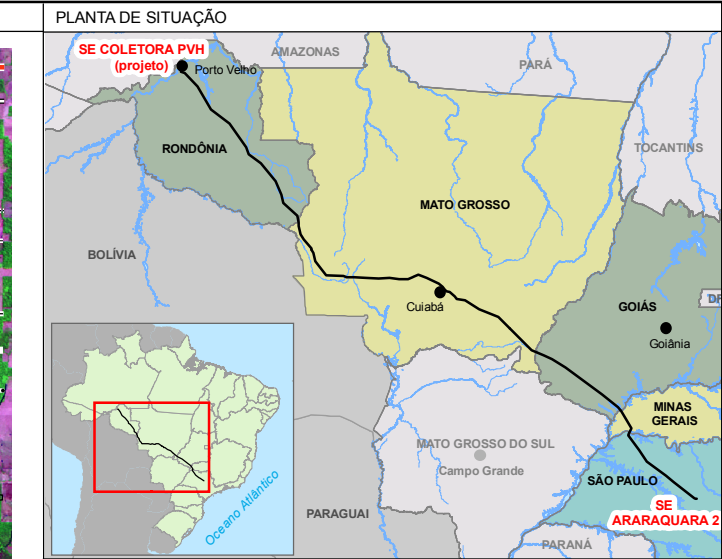 PLANTA DE SITUAÇÃO
SE COLETORA PVH
(projeto)
Porto Velho
AMAZONAS
PARÁ
TOCANTINS
RONDÔNIA
MATO GROSSO
BOLÍVIA
Cuiabá
GOIÁS
DF
Goiânia
MINAS
GERAIS
MATO GROSSO DO SUL
Campo Grande
SÃO PAULO
SE
ARARAQUARA 2
PARAGUAI
PARANÁ
Oceano Atlântico